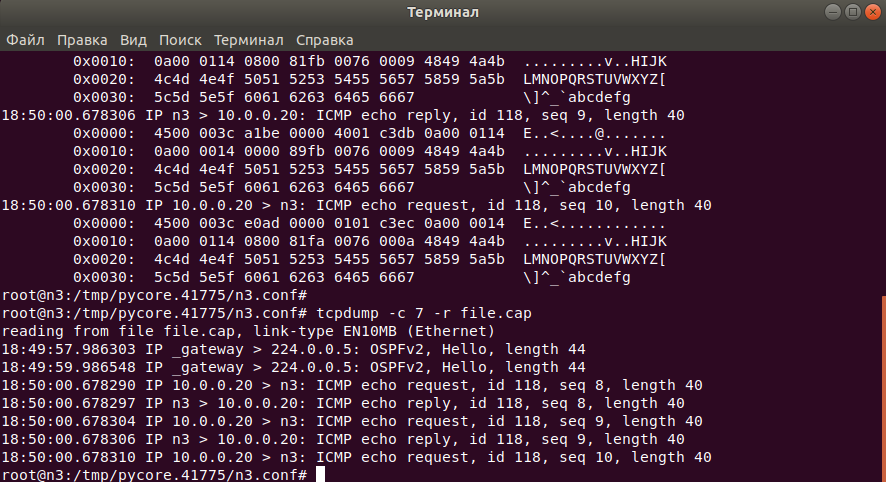 Терминал
Файл Правка Вид Поиск Терминал Справка
0x0010: 0a00 0114 0800 81fb 0076 0009 4849 4a4b .........v..HIJK
0x0020: 4c4d 4e4f 5051 5253 5455 5657 5859 5a5b LMNOPQRSTUVWXYZ[
0x0030: 5c5d 5e5f 6061 6263 6465 6667 \]^_`abcdefg
18:50:00.678306 IP n3 > 10.0.0.20: ICMP echo reply, id 118, seq 9, length 40
0x0000: 4500 003c a1be 0000 4001 c3db 0a00 0114 E..<....@.......
0x0010: 0a00 0014 0000 89fb 0076 0009 4849 4a4b .........v..HIJK
0x0020: 4c4d 4e4f 5051 5253 5455 5657 5859 5a5b LMNOPQRSTUVWXYZ[
0x0030: 5c5d 5e5f 6061 6263 6465 6667 \]^_`abcdefg
18:50:00.678310 IP 10.0.0.20 > n3: ICMP echo request, id 118, seq 10, length 40
0x0000: 4500 003c e0ad 0000 0101 c3ec 0a00 0014 E..<............
0x0010: 0a00 0114 0800 81fa 0076 000a 4849 4a4b .........v..HIJK
0x0020: 4c4d 4e4f 5051 5253 5455 5657 5859 5a5b LMNOPQRSTUVWXYZ[
0x0030: 5c5d 5e5f 6061 6263 6465 6667 \]^_`abcdefg
root@n3:/tmp/pycore.41775/n3.conf#
root@n3:/tmp/pycore.41775/n3.conf# tcpdump -c 7 -r file.cap
reading from file file.cap, link-type EN10MB (Ethernet)
18:49:57.986303 IP _gateway > 224.0.0.5: OSPFv2, Hello, length 44
18:49:59.986548 IP _gateway > 224.0.0.5: OSPFv2, Hello, length 44
18:50:00.678290 IP 10.0.0.20 > n3: ICMP echo request, id 118, seq 8, length 40
18:50:00.678297 IP n3 > 10.0.0.20: ICMP echo reply, id 118, seq 8, length 40
18:50:00.678304 IP 10.0.0.20 > n3: ICMP echo request, id 118, seq 9, length 40
18:50:00.678306 IP n3 > 10.0.0.20: ICMP echo reply, id 118, seq 9, length 40
18:50:00.678310 IP 10.0.0.20 > n3: ICMP echo request, id 118, seq 10, length 40
root@n3:/tmp/pycore.41775/n3.conf#